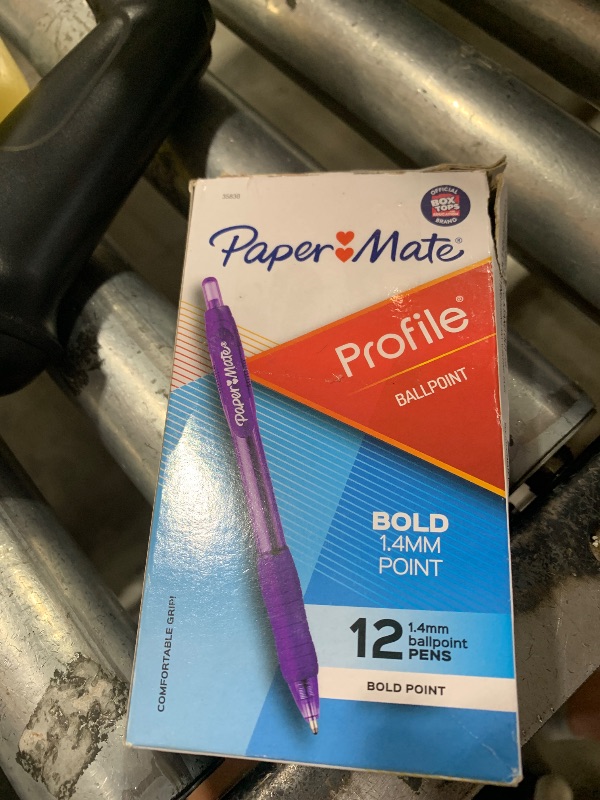 OFFICIAL
BOX
TOPS
BRAND
Paper Mate®
Profile®
BALLPOINT
Paper Mate®
BOLD
1.4MM
POINT
12 1.4mm
ballpoint
PENS
BOLD POINT
COMFORTABLE GRIP!